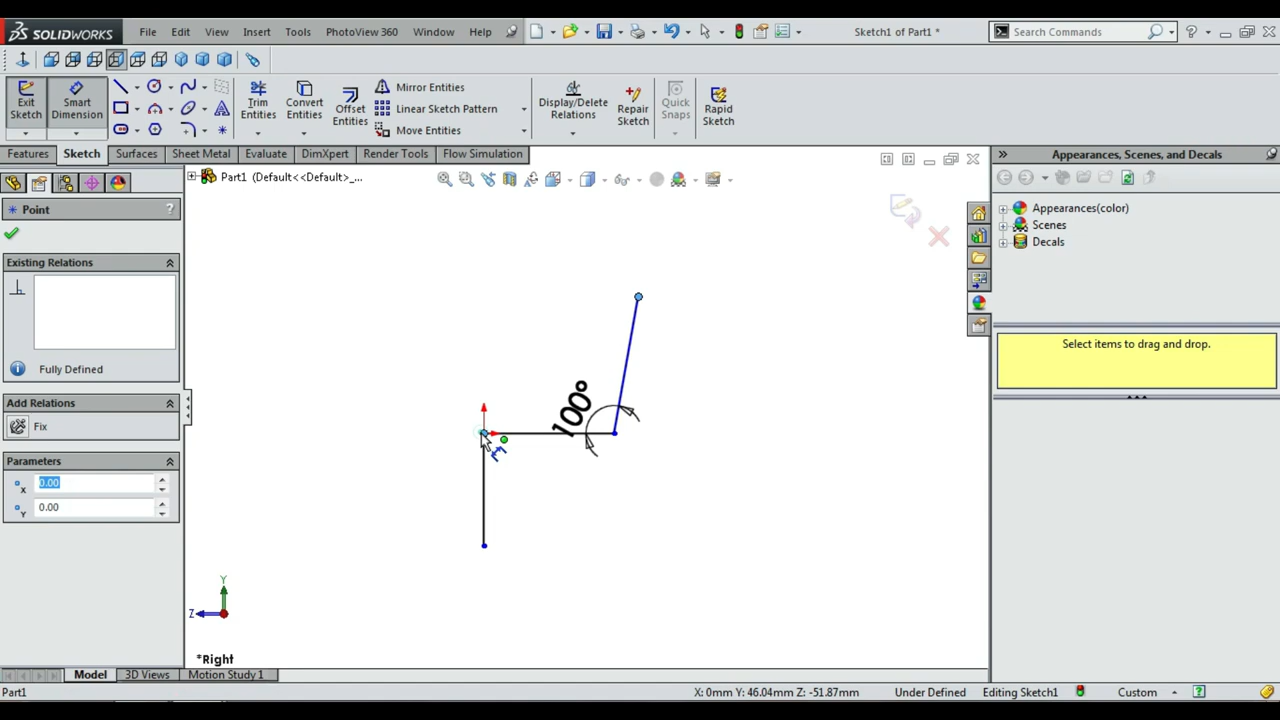 SOLIDWORKS File Edit View Insert Tools PhotoView 360 Window Help Sketch1 of Part1 * Search Commands
Exit Sketch
Smart Dimension
Trim Entities
Convert Entities
Offset Entities
Mirror Entities
Linear Sketch Pattern
Move Entities
Display/Delete Relations
Repair Sketch
Quick Snaps
Rapid Sketch
Features Sketch Surfaces Sheet Metal Evaluate DimXpert Render Tools Flow Simulation
Appearances, Scenes, and Decals
Part1 (Default<<Default>_...
Point ?
Existing Relations
Fully Defined
Add Relations
Fix
Parameters
X 0.00
Y 0.00
100°
Appearances(color)
Scenes
Decals
Select items to drag and drop.
Y
Z
*Right
Model 3D Views Motion Study 1
Part1 X: 0mm Y: 46.04mm Z: -51.87mm Under Defined Editing Sketch1 Custom